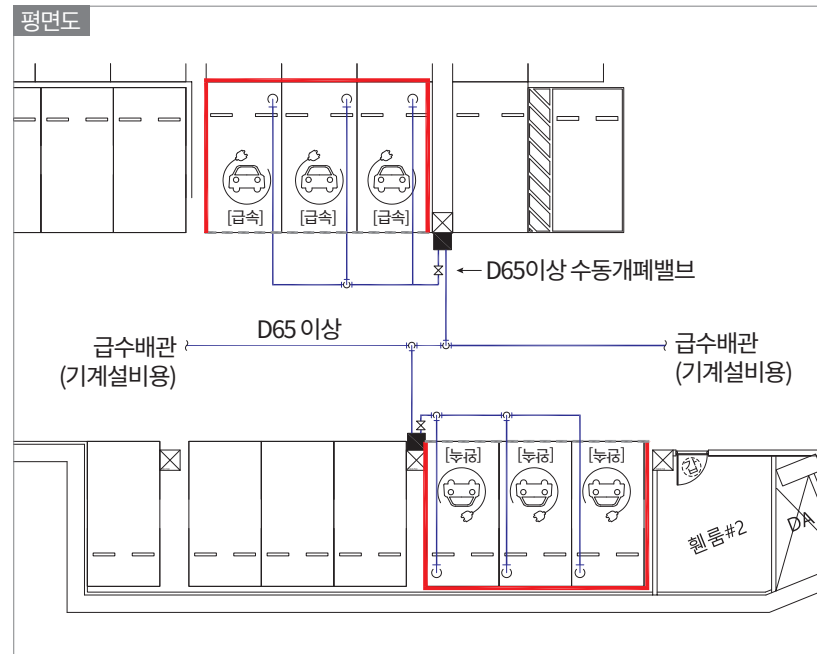 평면도
[급속] [급속] [급속]
D65이상 수동개폐밸브
D65 이상
급수배관
(기계설비용)
급수배관
(기계설비용)
[완속] [완속] [완속]
갑
휀룸#2
DA